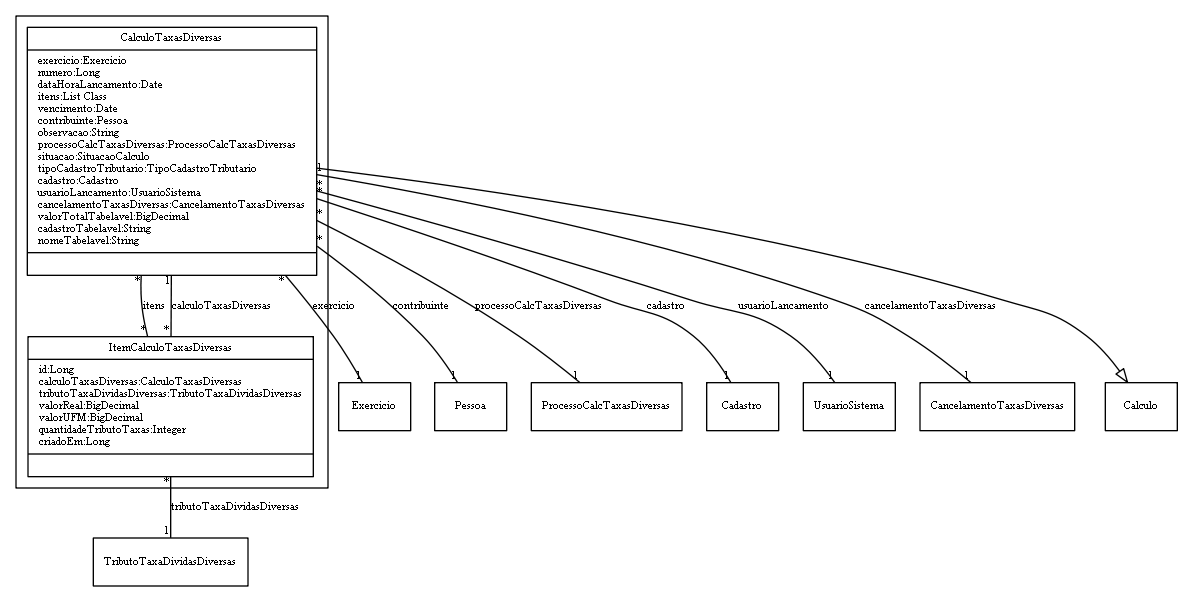 CalculoTaxasDiversas
exercicio:Exercicio
numero:Long
dataHoraLancamento:Date
itens:List Class
vencimento:Date
contribuinte:Pessoa
observacao:String
processoCalcTaxasDiversas:ProcessoCalcTaxasDiversas
situacao:SituacaoCalculo
tipoCadastroTributario:TipoCadastroTributario
cadastro:Cadastro
usuarioLancamento:UsuarioSistema
cancelamentoTaxasDiversas:CancelamentoTaxasDiversas
valorTotalTabelavel:BigDecimal
cadastroTabelavel:String
nomeTabelavel:String
1
*
*
*
*
* 1 *
itens calculoTaxasDiversas exercicio contribuinte processoCalcTaxasDiversas cadastro usuarioLancamento cancelamentoTaxasDiversas
* *
ItemCalculoTaxasDiversas
id:Long
calculoTaxasDiversas:CalculoTaxasDiversas
tributoTaxaDividasDiversas:TributoTaxaDividasDiversas
valorReal:BigDecimal
valorUFM:BigDecimal
quantidadeTributoTaxas:Integer
criadoEm:Long
1 1 1 1 1 1
Exercicio Pessoa ProcessoCalcTaxasDiversas Cadastro UsuarioSistema CancelamentoTaxasDiversas Calculo
*
tributoTaxaDividasDiversas
1
TributoTaxaDividasDiversas